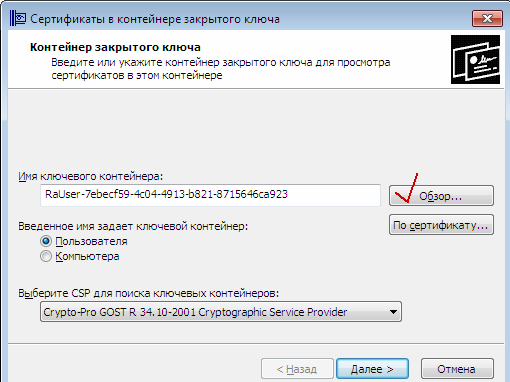 Сертификаты в контейнере закрытого ключа
Контейнер закрытого ключа
Введите или укажите контейнер закрытого ключа для просмотра
сертификатов в этом контейнере
Имя ключевого контейнера:
RaUser-7ebecf59-4c04-4913-b821-8715646ca923
Обзор...
Введенное имя задает ключевой контейнер:
По сертификату...
Пользователя
Компьютера
Выберите CSP для поиска ключевых контейнеров:
Crypto-Pro GOST R 34.10-2001 Cryptographic Service Provider
< Назад
Далее >
Отмена